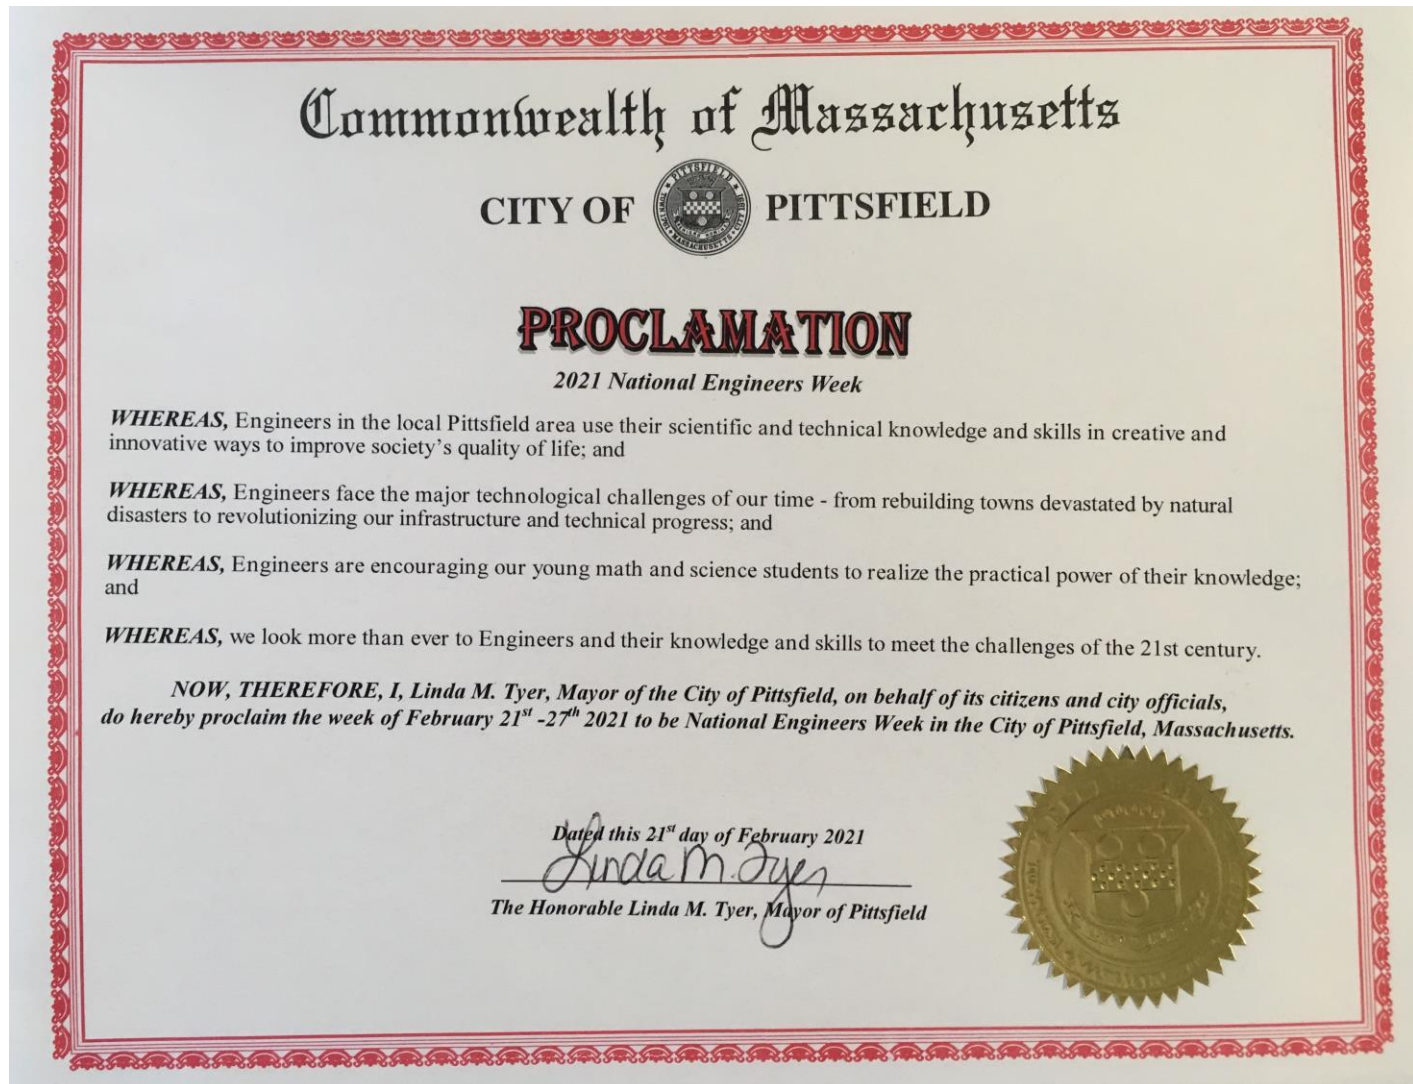 Commonwealth of Massachusetts
CITY OF PITTSFIELD
PITTSFIELD
MASSACHUSETTS
PROCLAMATION
2021 National Engineers Week
WHEREAS, Engineers in the local Pittsfield area use their scientific and technical knowledge and skills in creative and
innovative ways to improve society's quality of life; and
WHEREAS, Engineers face the major technological challenges of our time - from rebuilding towns devastated by natural
disasters to revolutionizing our infrastructure and technical progress; and
WHEREAS, Engineers are encouraging our young math and science students to realize the practical power of their knowledge;
and
WHEREAS, we look more than ever to Engineers and their knowledge and skills to meet the challenges of the 21st century.
NOW, THEREFORE, I, Linda M. Tyer, Mayor of the City of Pittsfield, on behalf of its citizens and city officials,
do hereby proclaim the week of February 21st -27th 2021 to be National Engineers Week in the City of Pittsfield, Massachusetts.
Dated this 21st day of February 2021
Linda M. Tyer
The Honorable Linda M. Tyer, Mayor of Pittsfield